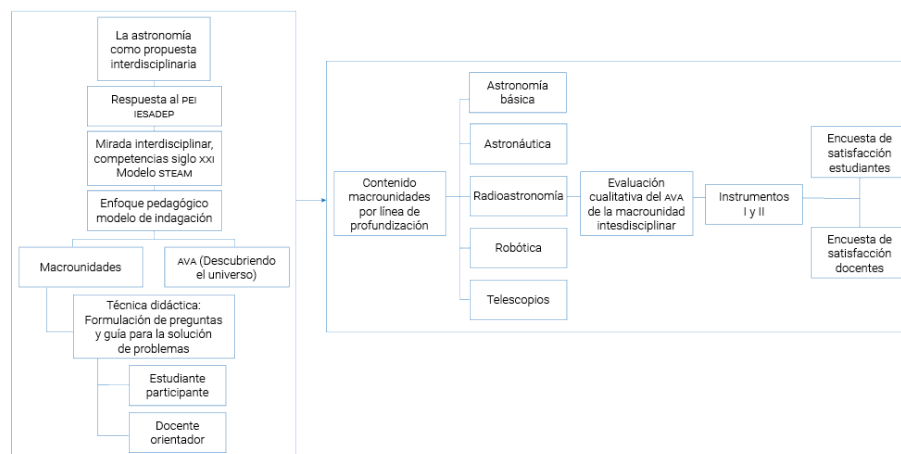 La astronomía
como propuesta
interdisciplinaria
Respuesta al PEI
IESADEP
Mirada interdisciplinar,
competencias siglo XXI
Modelo STEAM
Enfoque pedagógico
modelo de indagación
Macrounidades
AVA (Descubriendo
el universo)
Técnica didáctica:
Formulación de preguntas
y guía para la solución
de problemas
Estudiante
participante
Docente
orientador
Contenido
macrounidades
por línea de
profundización
Astronomía
básica
Astronáutica
Radioastronomía
Robótica
Telescopios
Evaluación
cualitativa del AVA
de la macrounidad
intesdisciplinar
Instrumentos
I y II
Encuesta de
satisfacción
estudiantes
Encuesta de
satisfacción
docentes